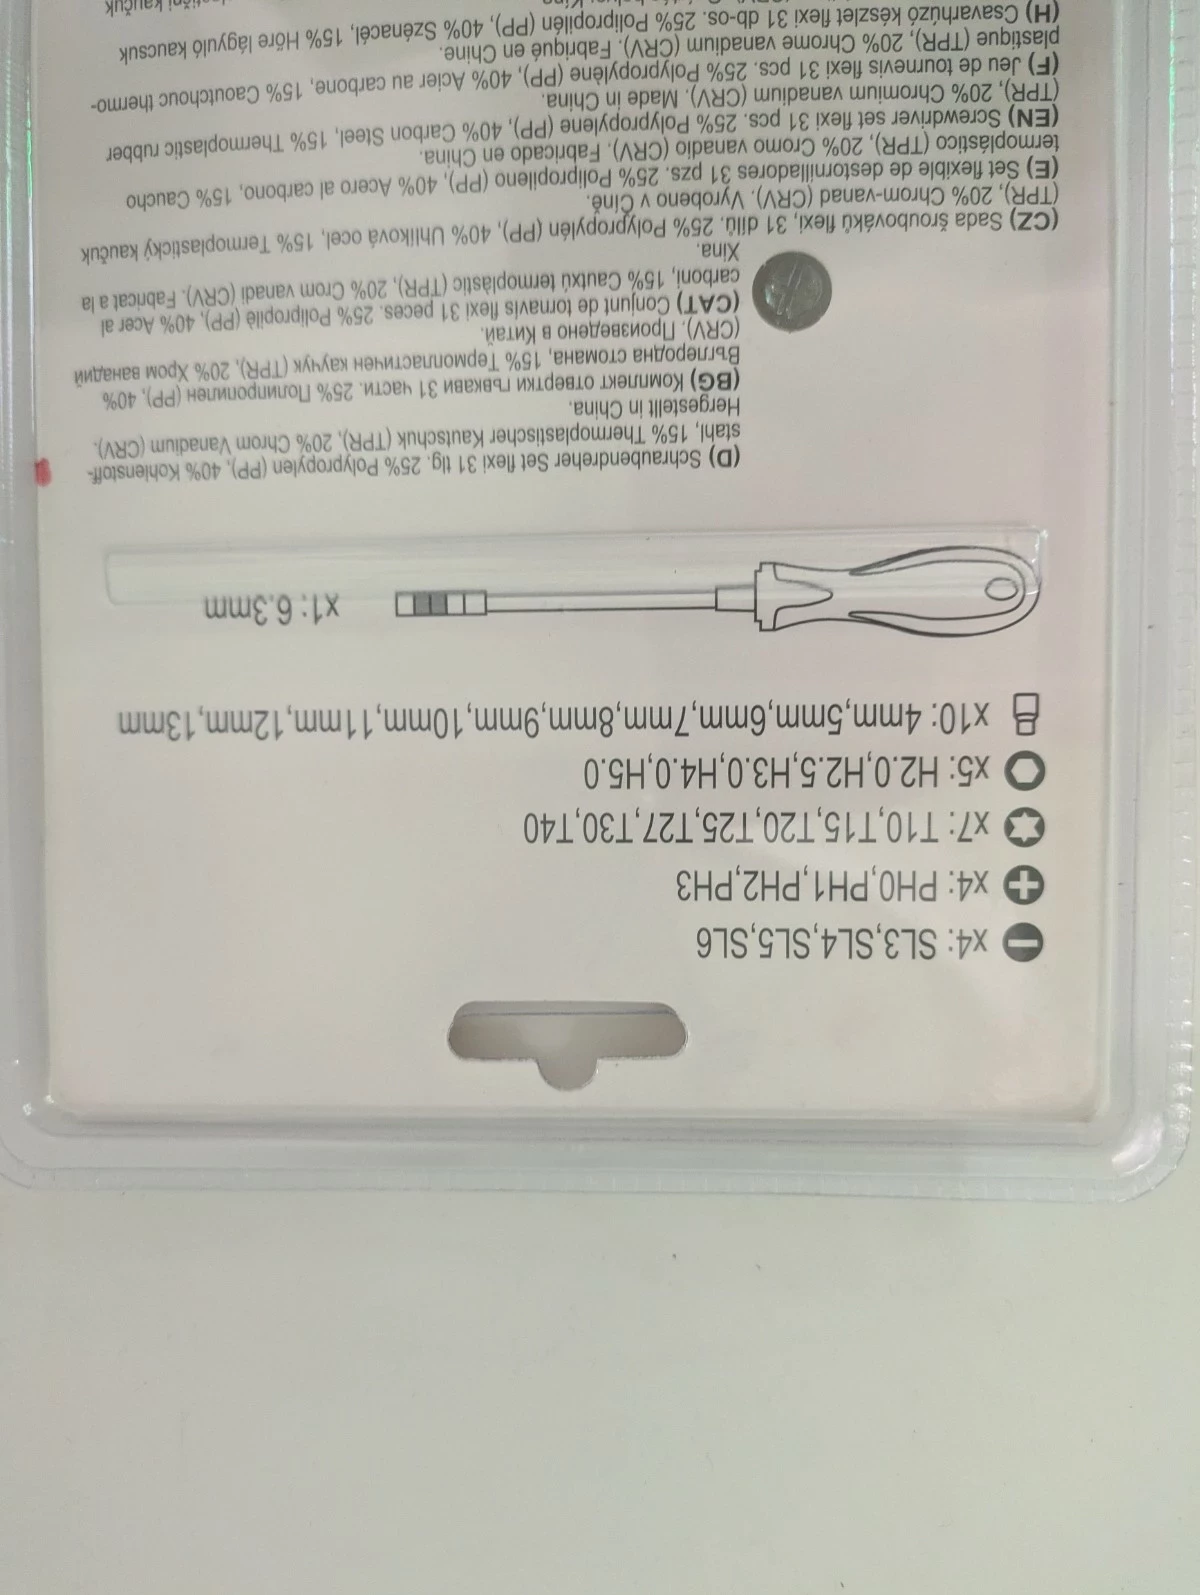 x4: SL3,SL4,SL5,SL6
x4: PH0,PH1,PH2,PH3
x7: T10,T15,T20,T25,T27,T30,T40
x5: H2.0,H2.5,H3.0,H4.0,H5.0
x10: 4mm,5mm,6mm,7mm,8mm,9mm,10mm,11mm,12mm,13mm
x1: 6.3mm
(D) Schraubendreher Set flexi 31 tlg. 25% Polypropylen (PP), 40% Kohlenstoff-
stahl, 15% Thermoplastischer Kautschuk (TPR), 20% Chrom Vanadium (CRV).
Hergestellt in China.
(BG) Комплект отвертки гъвкави 31 части. 25% Полипропилен (PP), 40%
Въглеродна стомана, 15% Термопластичен каучук (TPR), 20% Хром ванадий
(CRV). Произведено в Китай.
(CAT) Conjunt de tornavís flexi 31 peces. 25% Polipropilè (PP), 40% Acer al
carboni, 15% Cautxú termoplàstic (TPR), 20% Crom vanadi (CRV). Fabricat a la
Xina.
(CZ) Sada šroubováků flexi, 31 dílů. 25% Polypropylén (PP), 40% Uhlíková ocel, 15% Termoplastický kaučuk
(TPR), 20% Chrom-vanad (CRV). Vyrobeno v Číně.
(E) Set flexible de destornilladores 31 pzs. 25% Polipropileno (PP), 40% Acero al carbono, 15% Caucho
termoplástico (TPR), 20% Cromo vanadio (CRV). Fabricado en China.
(EN) Screwdriver set flexi 31 pcs. 25% Polypropylene (PP), 40% Carbon Steel, 15% Thermoplastic rubber
(TPR), 20% Chromium vanadium (CRV). Made in China.
(F) Jeu de tournevis flexi 31 pcs. 25% Polypropylène (PP), 40% Acier au carbone, 15% Caoutchouc thermo-
plastique (TPR), 20% Chrome vanadium (CRV). Fabriqué en Chine.
(H) Csavarhúzó készlet flexi 31 db-os. 25% Polipropilén (PP), 40% Szénacél, 15% Hőre lágyuló kaucsuk
kaučuk